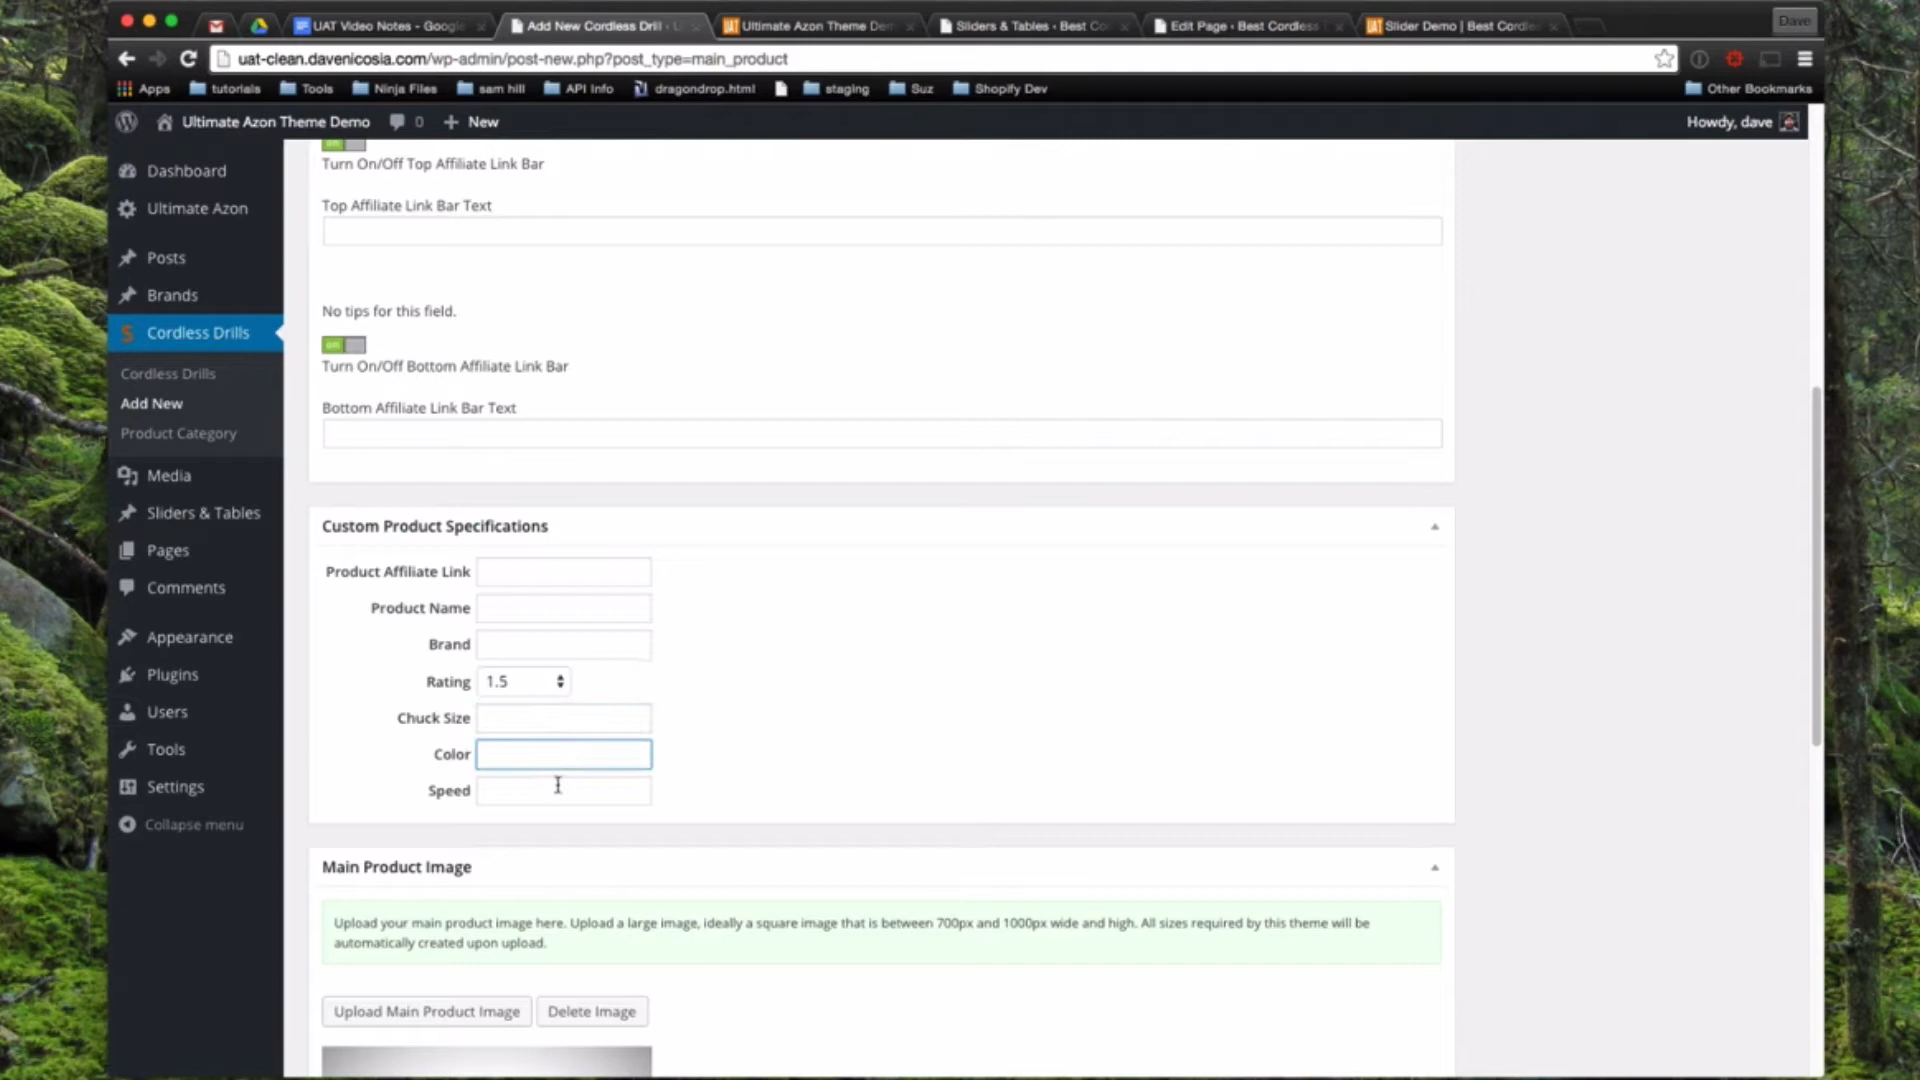 UAT Video Notes - Google
Add New Cordless Drill ‹ U
Ultimate Azon Theme De
Sliders & Tables ‹ Best Co
Edit Page ‹ Best Cordless
Slider Demo | Best Cordle
Dave
uat-clean.davenicosia.com/wp-admin/post-new.php?post_type=main_product
Apps
tutorials
Tools
Ninja Files
sam hill
API Info
dragondrop.html
staging
Suz
Shopify Dev
Other Bookmarks
Ultimate Azon Theme Demo
0
+ New
Howdy, dave
Dashboard
Ultimate Azon
Posts
Brands
Cordless Drills
Cordless Drills
Add New
Product Category
Media
Sliders & Tables
Pages
Comments
Appearance
Plugins
Users
Tools
Settings
Collapse menu
on
Turn On/Off Top Affiliate Link Bar
Top Affiliate Link Bar Text
No tips for this field.
on
Turn On/Off Bottom Affiliate Link Bar
Bottom Affiliate Link Bar Text
Custom Product Specifications
Product Affiliate Link
Product Name
Brand
Rating 1.5
Chuck Size
Color
Speed
Main Product Image
Upload your main product image here. Upload a large image, ideally a square image that is between 700px and 1000px wide and high. All sizes required by this theme will be
automatically created upon upload.
Upload Main Product Image
Delete Image